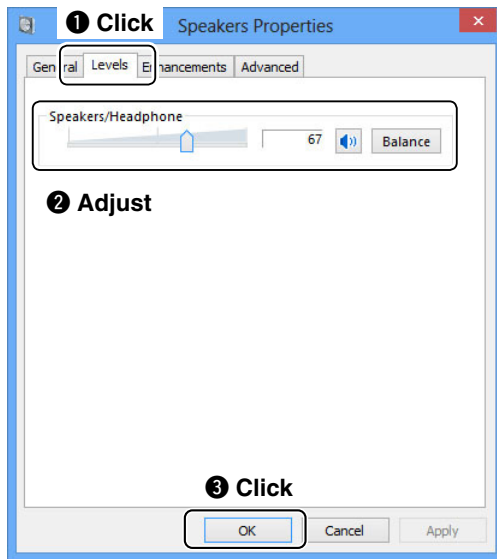 ❶ Click
Speakers Properties
General Levels Enhancements Advanced
Speakers/Headphone
67 Balance
❷ Adjust
❸ Click
OK Cancel Apply